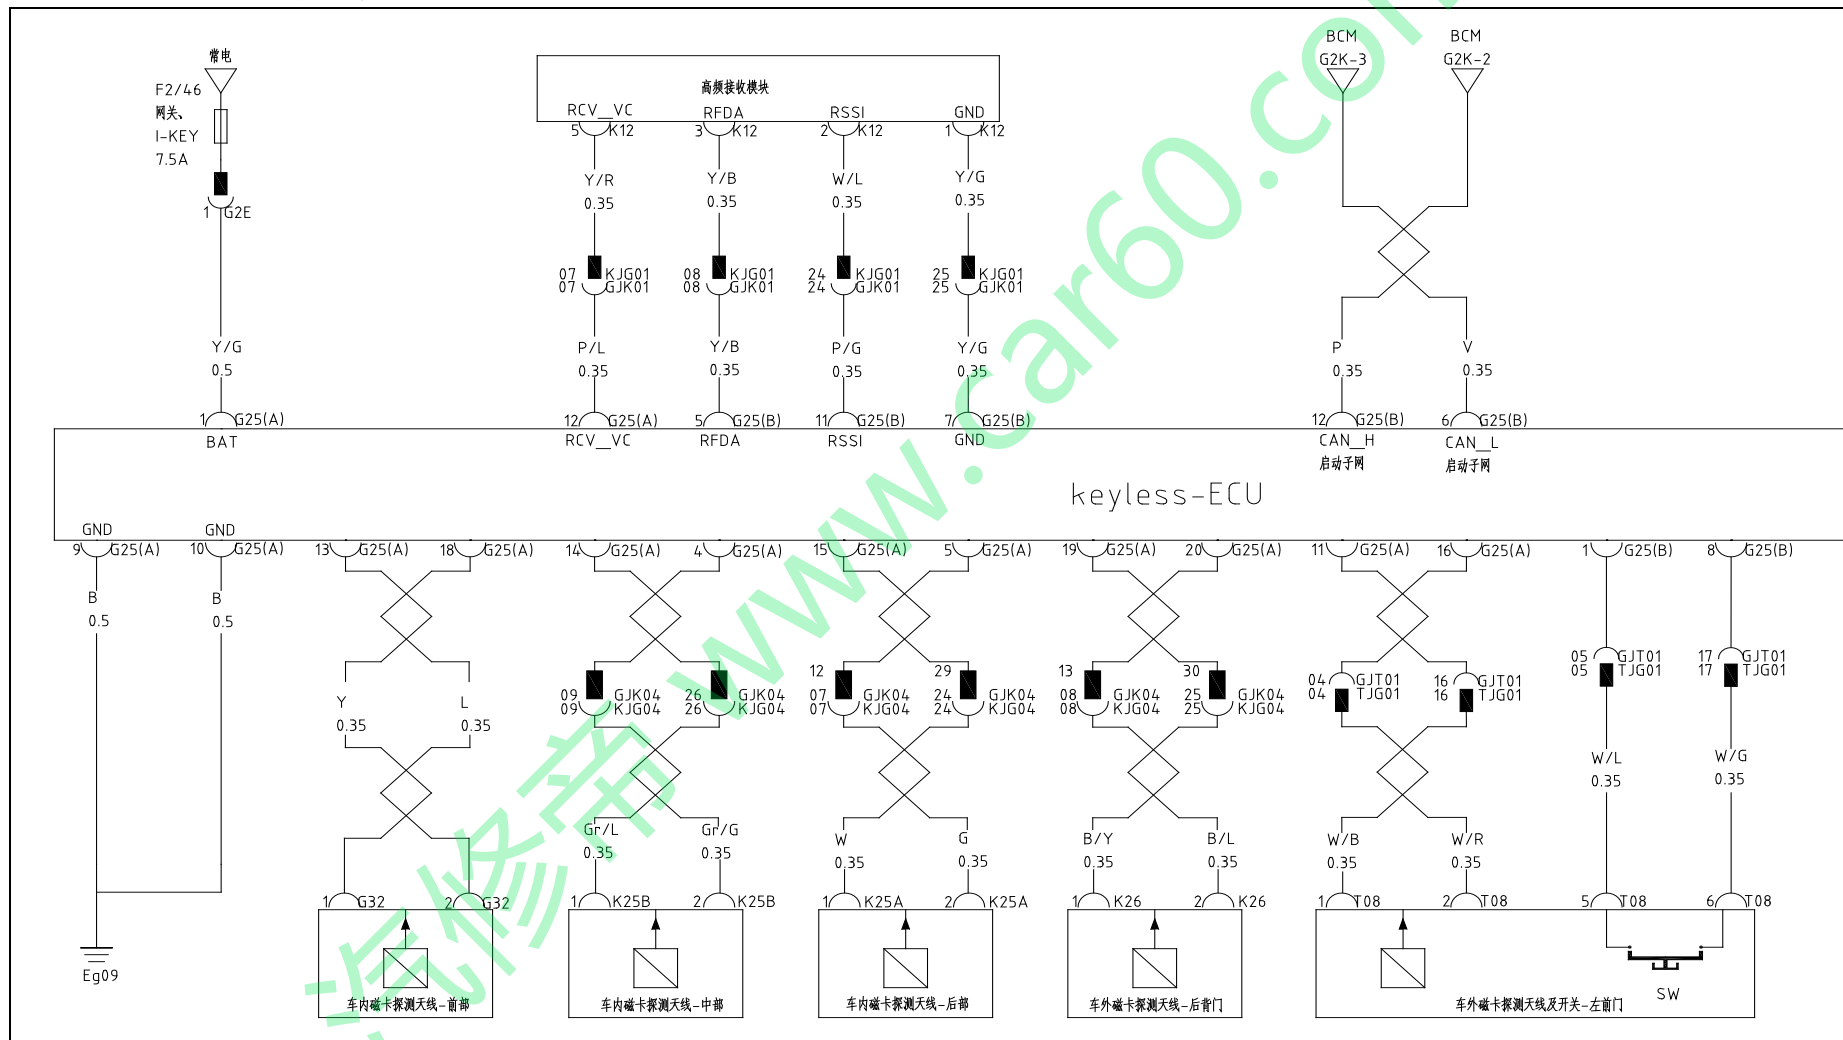 常电
F2/46
网关、
I-KEY
7.5A
1 G2E
Y/G
0.5
1 G25(A)
BAT
高频接收模块
RCV_VC RFDA RSSI GND
5 K12 3 K12 2 K12 1 K12
Y/R Y/B W/L Y/G
0.35 0.35 0.35 0.35
07 KJG01 08 KJG01 24 KJG01 25 KJG01
07 GJK01 08 GJK01 24 GJK01 25 GJK01
P/L Y/B P/G Y/G
0.35 0.35 0.35 0.35
12 G25(A) 5 G25(B) 11 G25(B) 7 G25(B)
RCV_VC RFDA RSSI GND
BCM BCM
G2K-3 G2K-2
P V
0.35 0.35
12 G25(B) 6 G25(B)
CAN_H CAN_L
启动子网 启动子网
keyless-ECU
GND GND
9 G25(A) 10 G25(A) 13 G25(A) 18 G25(A) 14 G25(A) 4 G25(A) 15 G25(A) 5 G25(A) 19 G25(A) 20 G25(A) 11 G25(A) 16 G25(A) 1 G25(B) 8 G25(B)
B B
0.5 0.5
Y L
0.35 0.35
12 29 13 30
09 GJK04 26 GJK04 07 GJK04 24 GJK04 08 GJK04 25 GJK04 04 GJT01 16 GJT01 05 GJT01 17 GJT01
09 KJG04 26 KJG04 07 KJG04 24 KJG04 08 KJG04 25 KJG04 04 TJG01 16 TJG01 05 TJG01 17 TJG01
W/L W/G
0.35 0.35
Gr/L Gr/G W G B/Y B/L W/B W/R
0.35 0.35 0.35 0.35 0.35 0.35 0.35 0.35
1 G32 2 G32 1 K25B 2 K25B 1 K25A 2 K25A 1 K26 2 K26 1 T08 2 T08 5 T08 6 T08
Eg09
SW
车内磁卡探测天线-前部 车内磁卡探测天线-中部 车内磁卡探测天线-后部 车外磁卡探测天线-后背门 车外磁卡探测天线及开关-左前门
汽修帝 www.car60.com